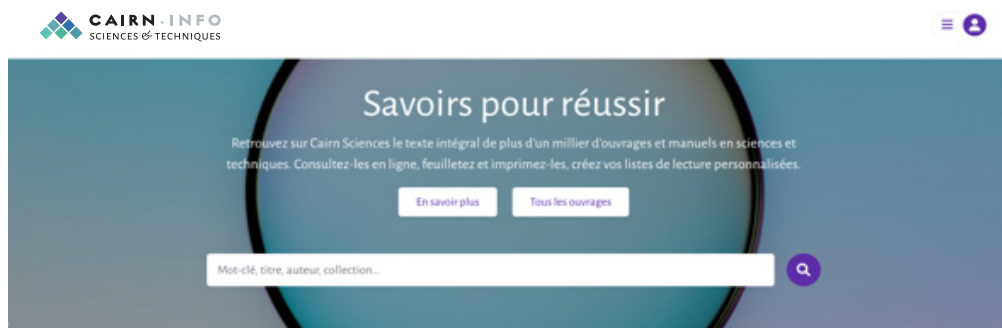 CAIRN·INFO
SCIENCES & TECHNIQUES
Savoirs pour réussir
Retrouvez sur Cairn Sciences le texte intégral de plus d'un millier d'ouvrages et manuels en sciences et
techniques. Consultez-les en ligne, feuilletez et imprimez-les, créez vos listes de lecture personnalisées.
En savoir plus
Tous les ouvrages
Mot-clé, titre, auteur, collection...